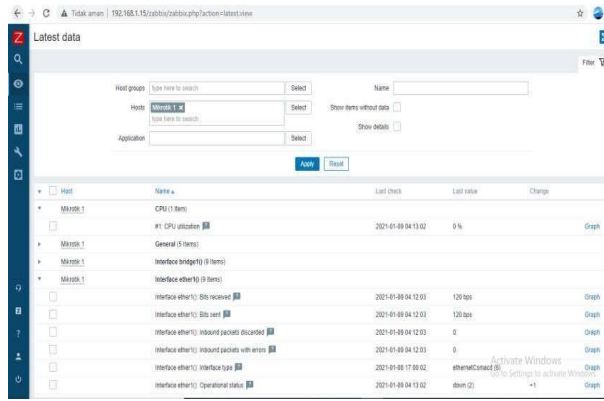 Tidak aman | 192.168.1.15/zabbix/zabbix.php?action=latest.view
Z
Latest data
Filter
Host groups type here to search Select
Name
Hosts Mikrotik 1 × Select
type here to search
Show items without data
Show details
Application Select
Apply Reset
Host Name Last check Last value Change
Mikrotik 1 CPU (1 Item)
#1: CPU utilization ? 2021-01-09 04:13:02 0 % Graph
Mikrotik 1 General (5 Items)
Mikrotik 1 Interface bridge1() (9 Items)
Mikrotik 1 Interface ether1() (9 Items)
Interface ether1(): Bits received ? 2021-01-09 04:12:03 120 bps Graph
Interface ether1(): Bits sent ? 2021-01-09 04:12:03 120 bps Graph
Interface ether1(): Inbound packets discarded ? 2021-01-09 04:12:03 0 Graph
Interface ether1(): Inbound packets with errors ? 2021-01-09 04:12:03 0 Graph
Interface ether1(): Interface type ? 17:00:02 (6) Graph
Activate Windows
Go to Settings to activate Windows.
Interface ether1(): Operational status ? 2021-01-09 04:13:02 down (2) +1 Graph